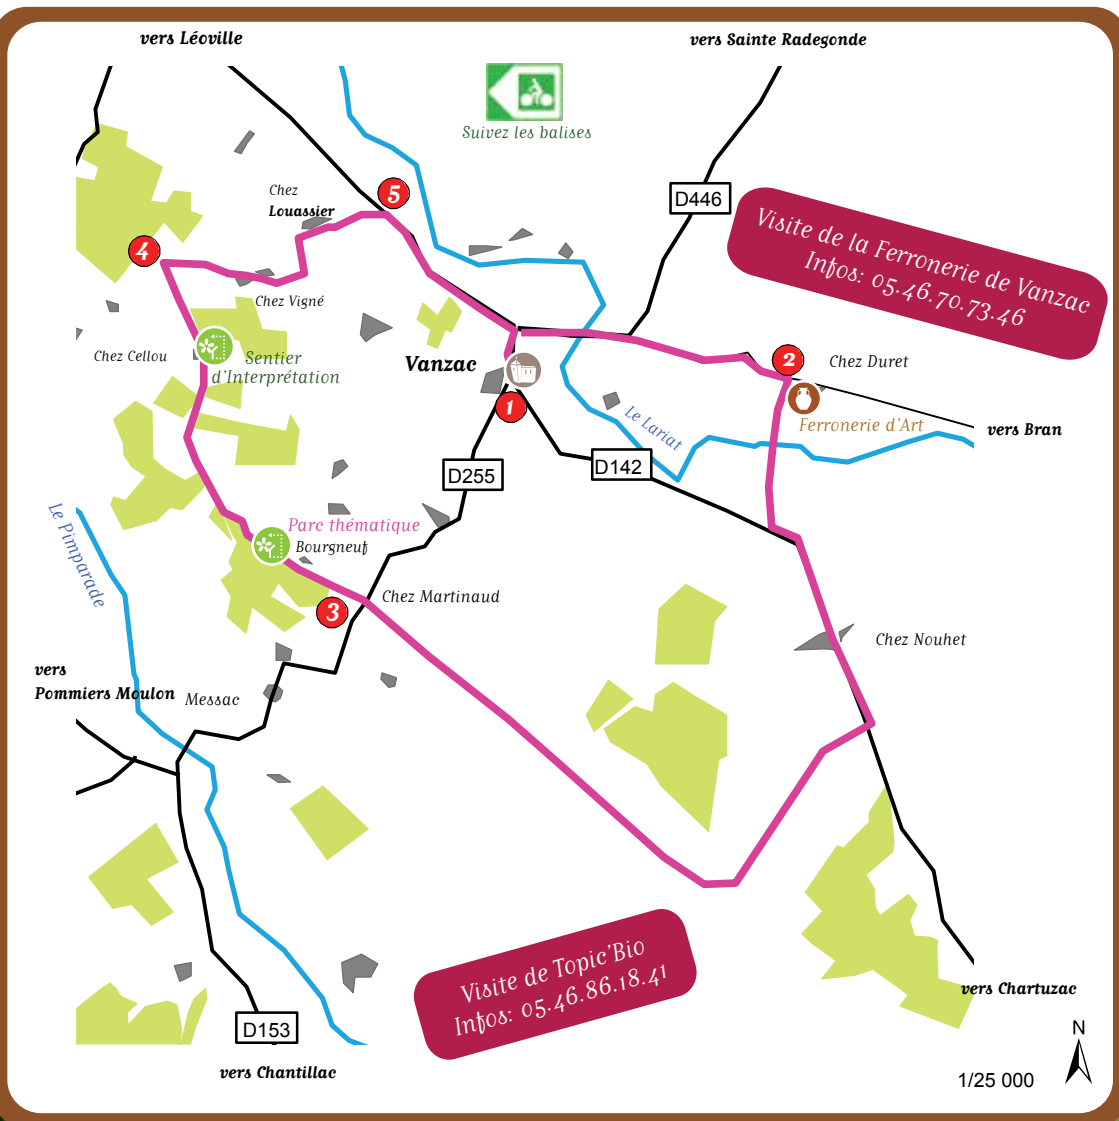 vers Léoville
vers Sainte Radegonde
Suivez les balises
D446
Chez
Louassier
5
Visite de la Ferronerie de Vanzac
Infos: 05.46.70.73.46
4
Chez Vigné
Chez Cellou
Sentier
d'Interprétation
Vanzac
2
Chez Duret
1
Ferronerie d'Art
vers Bran
Le Lariat
D255
D142
Le Pimparade
Parc thématique
Bourgneuf
3
Chez Martinaud
Chez Nouhet
vers
Pommiers Moulon
Messac
Visite de Topic'Bio
Infos: 05.46.86.18.41
vers Chartuzac
D153
vers Chantillac
N
1/25 000